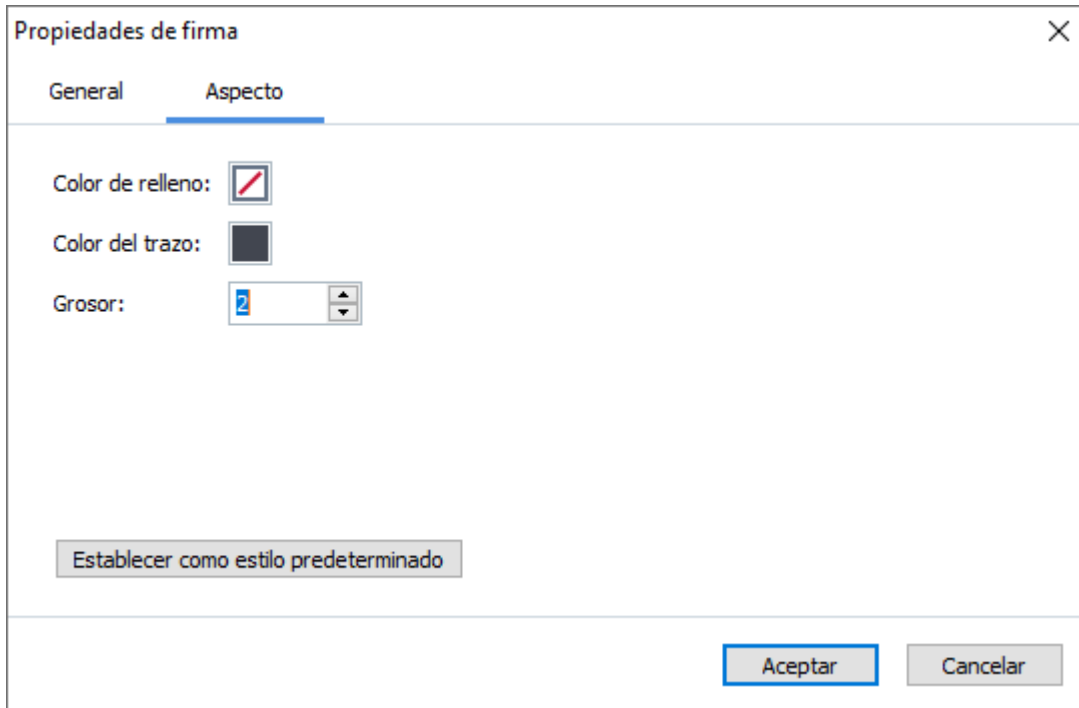 Propiedades de firma
General Aspecto
Color de relleno:
Color del trazo:
Grosor: 2
Establecer como estilo predeterminado
Aceptar Cancelar